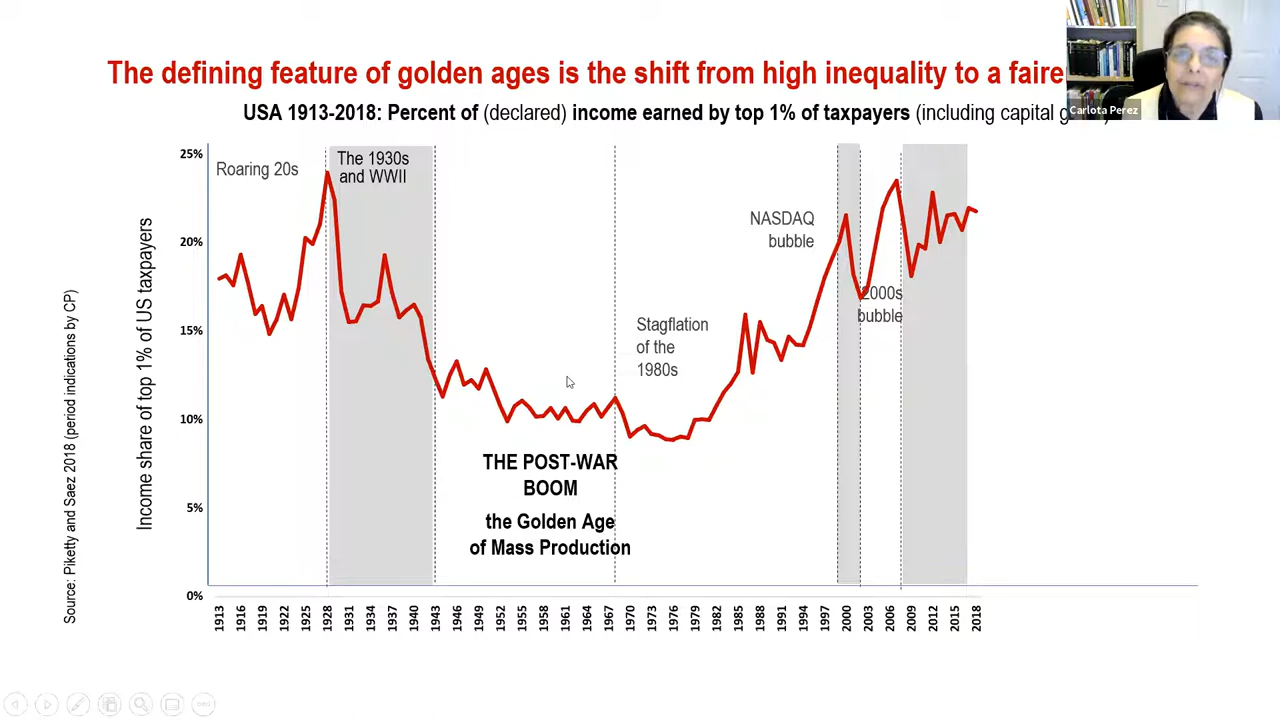 The defining feature of golden ages is the shift from high inequality to a faire
USA 1913-2018: Percent of (declared) income earned by top 1% of taxpayers (including capital g
Carlota Perez
Source: Piketty and Saez 2018 (period indications by CP)
Income share of top 1% of US taxpayers
25%
20%
15%
10%
5%
0%
Roaring 20s
The 1930s
and WWII
NASDAQ
bubble
2000s
bubble
Stagflation
of the
1980s
THE POST-WAR
BOOM
the Golden Age
of Mass Production
1913 1916 1919 1922 1925 1928 1931 1934 1937 1940 1943 1946 1949 1952 1955 1958 1961 1964 1967 1970 1973 1976 1979 1982 1985 1988 1991 1994 1997 2000 2003 2006 2009 2012 2015 2018